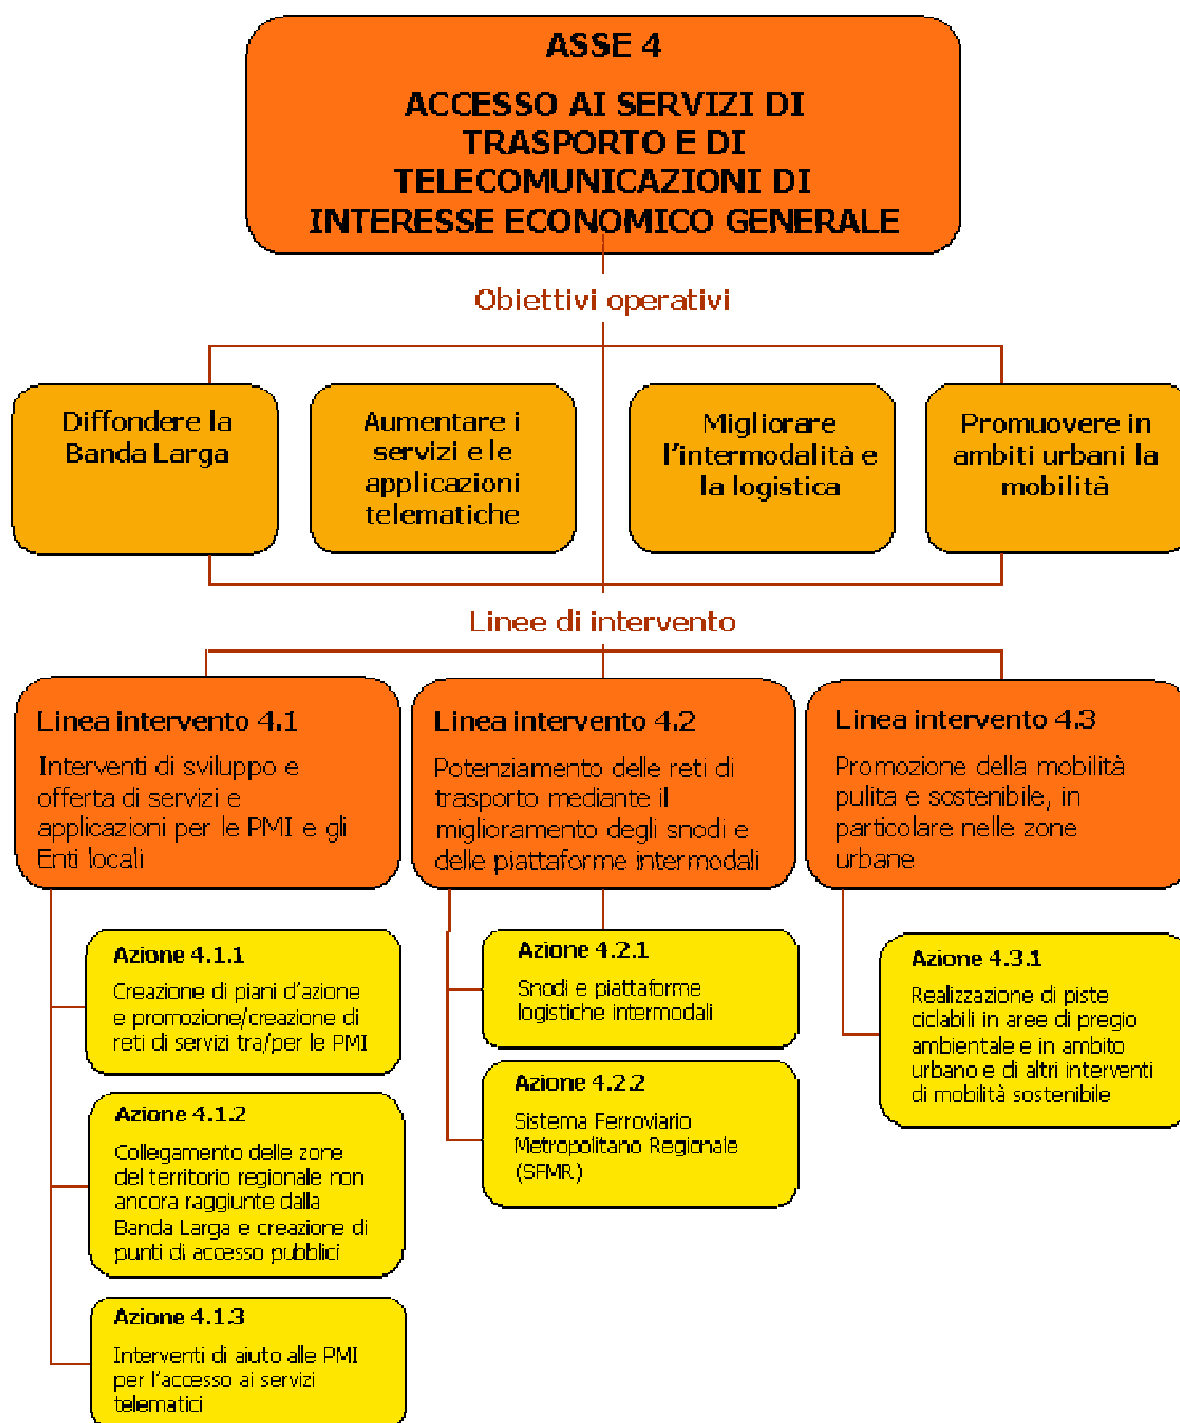 ASSE 4
ACCESSO AI SERVIZI DI
TRASPORTO E DI
TELECOMUNICAZIONI DI
INTERESSE ECONOMICO GENERALE
Obiettivi operativi
Diffondere la
Banda Larga
Aumentare i
servizi e le
applicazioni
telematiche
Migliorare
l'intermodalità e
la logistica
Promuovere in
ambiti urbani la
mobilità
Linee di intervento
Linea intervento 4.1
Interventi di sviluppo e
offerta di servizi e
applicazioni per le PMI e gli
Enti locali
Linea intervento 4.2
Potenziamento delle reti di
trasporto mediante il
miglioramento degli snodi e
delle piattaforme intermodali
Linea intervento 4.3
Promozione della mobilità
pulita e sostenibile, in
particolare nelle zone
urbane
Azione 4.1.1
Creazione di piani d'azione
e promozione/creazione di
reti di servizi tra/per le PMI
Azione 4.1.2
Collegamento delle zone
del territorio regionale non
ancora raggiunte dalla
Banda Larga e creazione di
punti di accesso pubblici
Azione 4.1.3
Interventi di aiuto alle PMI
per l'accesso ai servizi
telematici
Azione 4.2.1
Snodi e piattaforme
logistiche intermodali
Azione 4.2.2
Sistema Ferroviario
Metropolitano Regionale
(SFMR)
Azione 4.3.1
Realizzazione di piste
ciclabili in aree di pregio
ambientale e in ambito
urbano e di altri interventi
di mobilità sostenibile